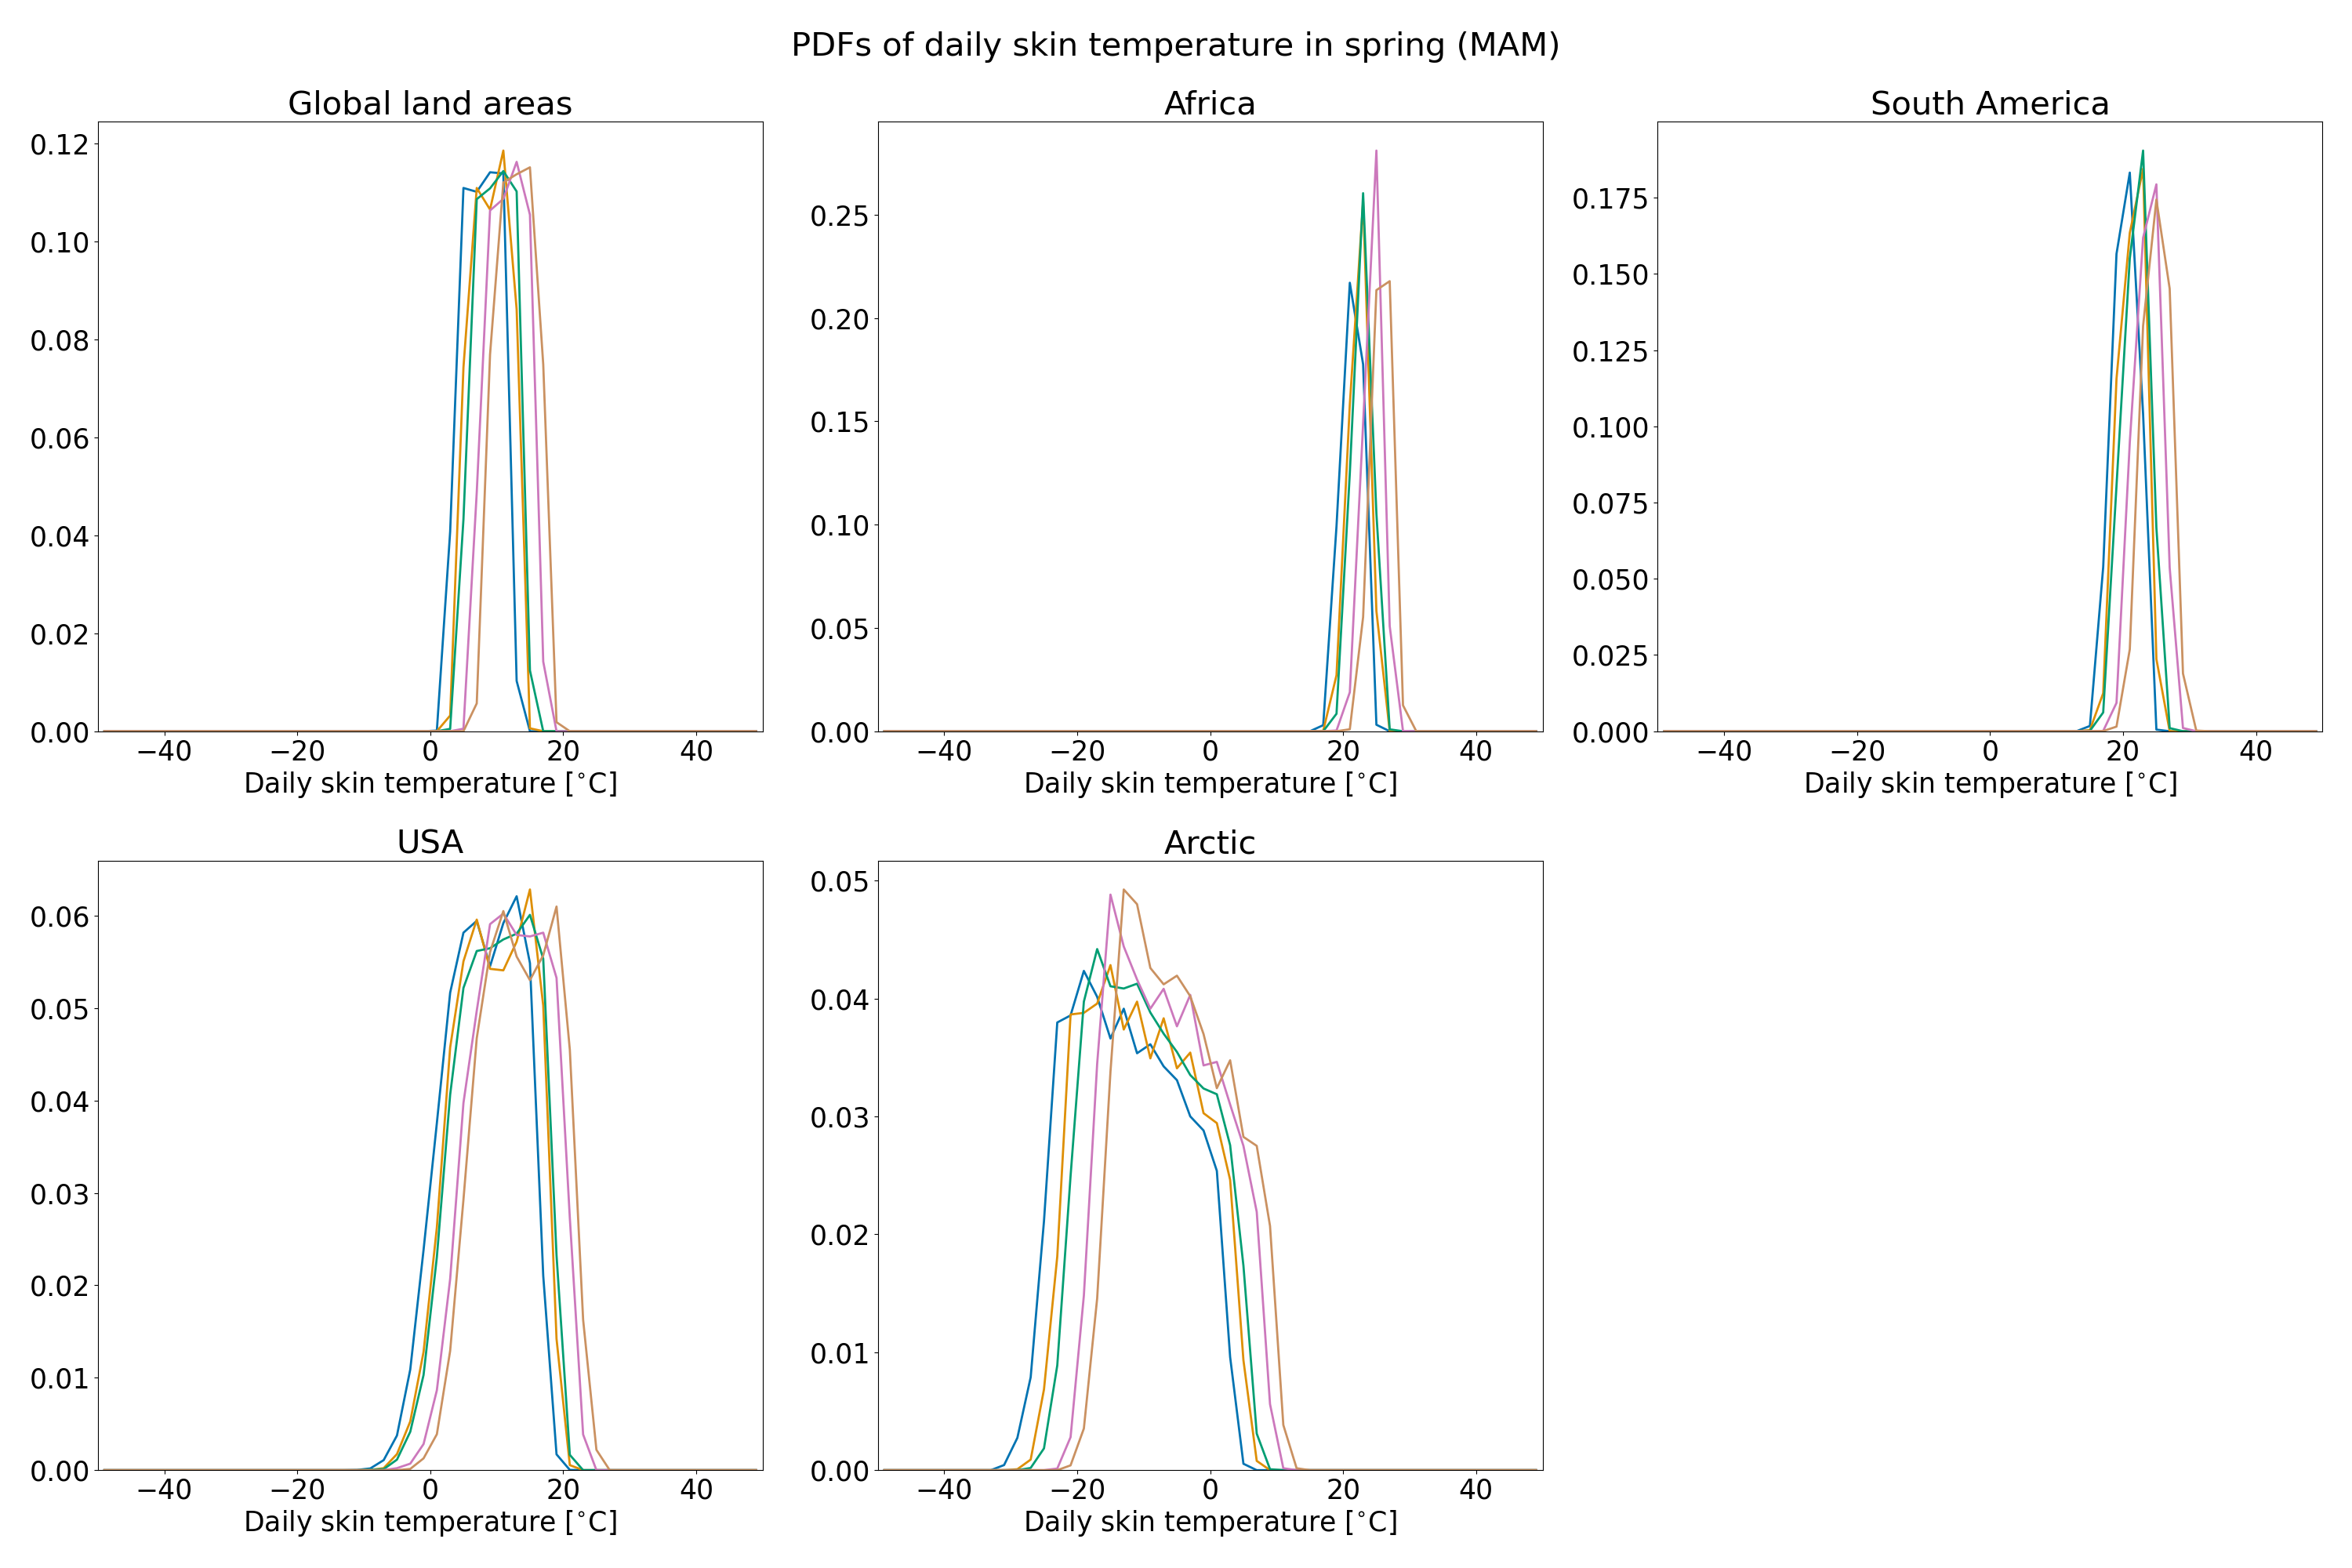 PDFs of daily skin temperature in spring (MAM)
Global land areas
0.12
0.10
0.08
0.06
0.04
0.02
0.00
−40 −20 0 20 40
Daily skin temperature [°C]
Africa
0.25
0.20
0.15
0.10
0.05
0.00
−40 −20 0 20 40
Daily skin temperature [°C]
South America
0.175
0.150
0.125
0.100
0.075
0.050
0.025
0.000
−40 −20 0 20 40
Daily skin temperature [°C]
USA
0.06
0.05
0.04
0.03
0.02
0.01
0.00
−40 −20 0 20 40
Daily skin temperature [°C]
Arctic
0.05
0.04
0.03
0.02
0.01
0.00
−40 −20 0 20 40
Daily skin temperature [°C]